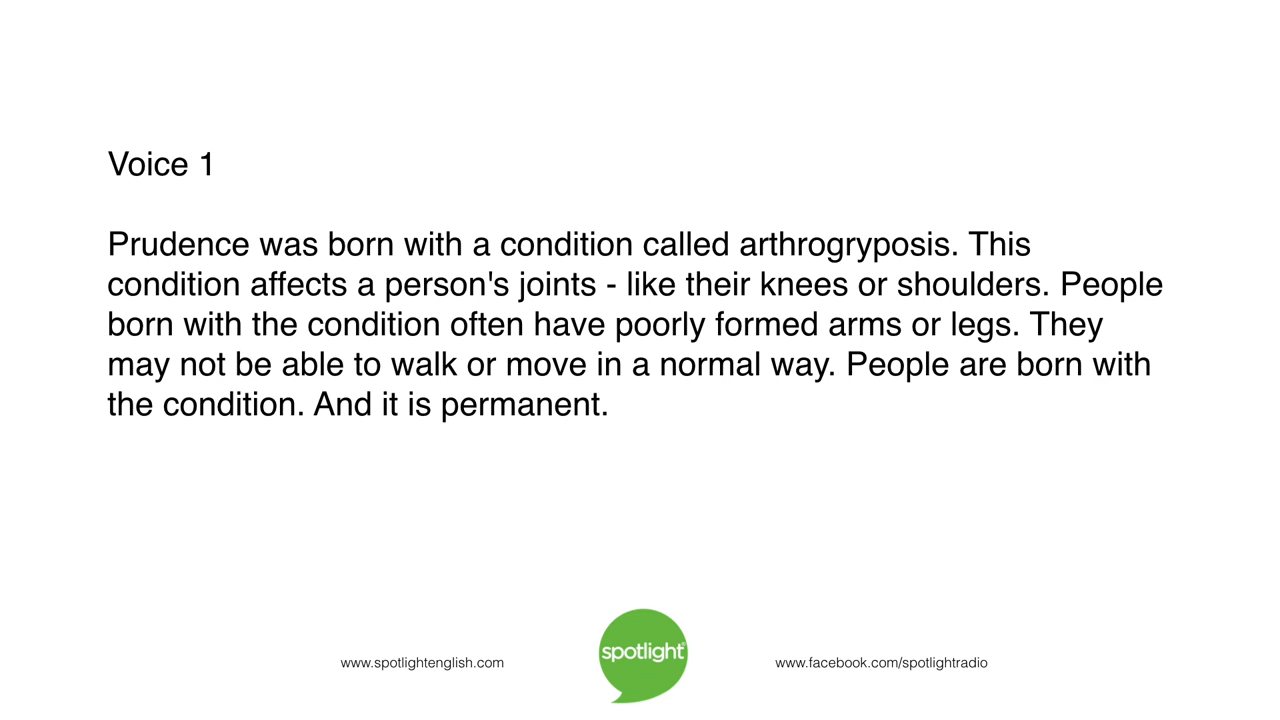 Voice 1
Prudence was born with a condition called arthrogryposis. This
condition affects a person's joints - like their knees or shoulders. People
born with the condition often have poorly formed arms or legs. They
may not be able to walk or move in a normal way. People are born with
the condition. And it is permanent.
www.spotlightenglish.com
spotlight®
www.facebook.com/spotlightradio